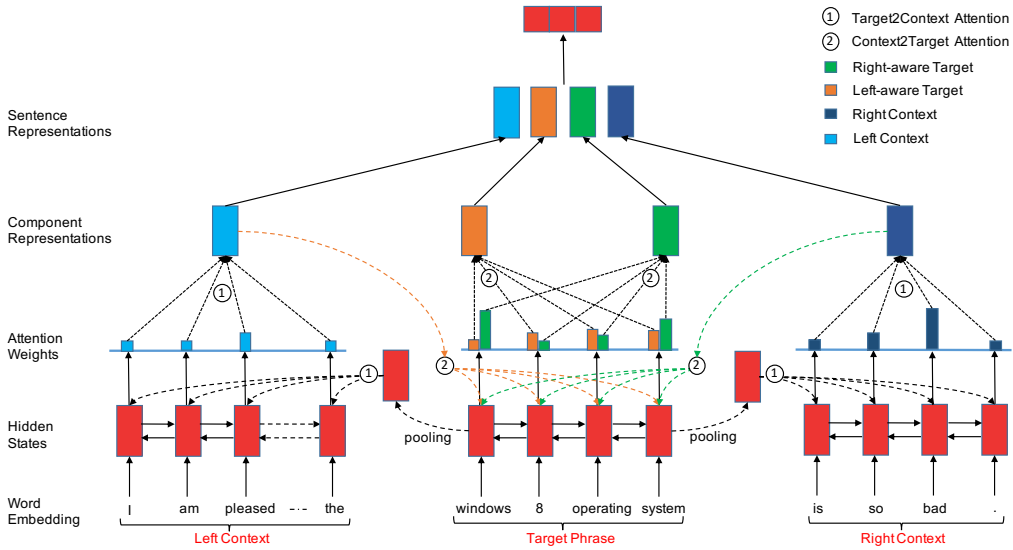 ① Target2Context Attention
② Context2Target Attention
Right-aware Target
Left-aware Target
Right Context
Left Context
Sentence
Representations
Component
Representations
① ② ② ①
Attention
Weights
① ② ② ①
Hidden
States
pooling pooling
Word
Embedding
I am pleased the windows 8 operating system is so bad .
Left Context Target Phrase Right Context